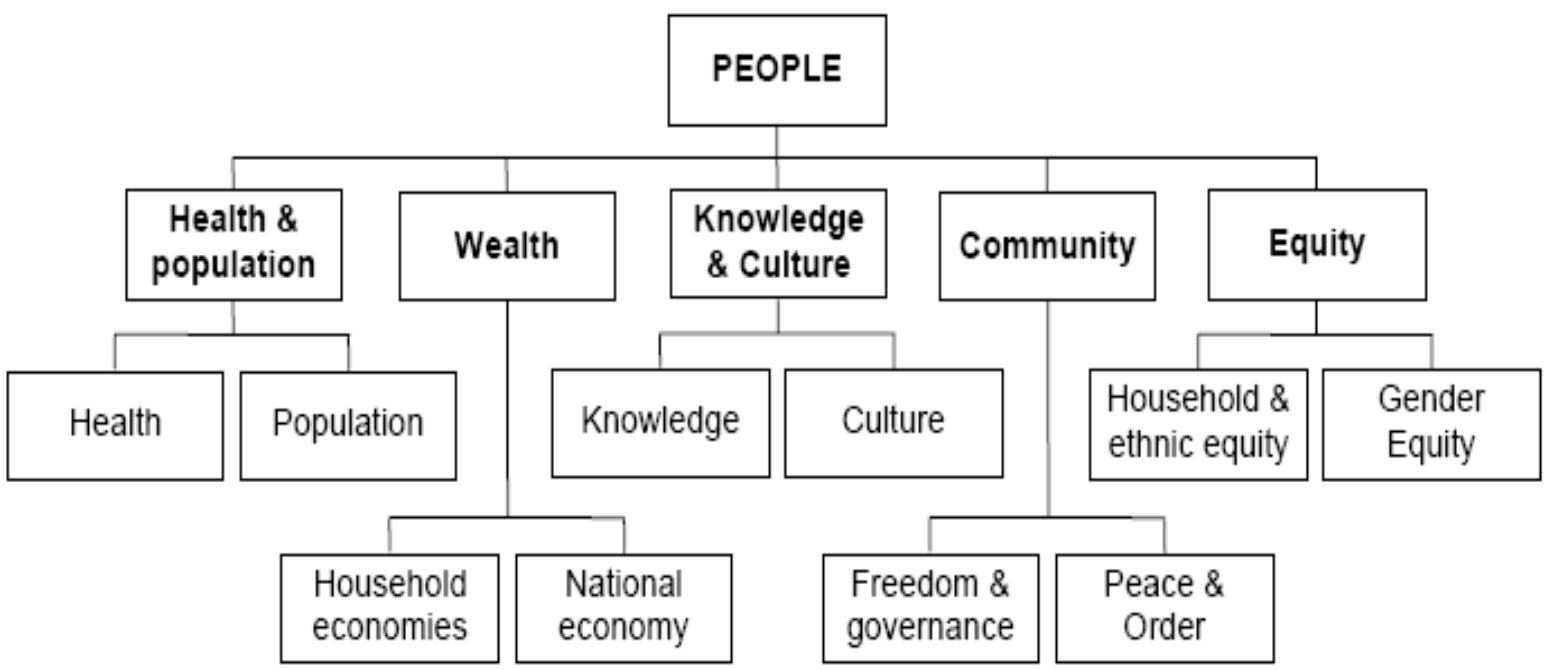 PEOPLE
Health &
population
Wealth
Knowledge
& Culture
Community
Equity
Health
Population
Knowledge
Culture
Household &
ethnic equity
Gender
Equity
Household
economies
National
economy
Freedom &
governance
Peace &
Order